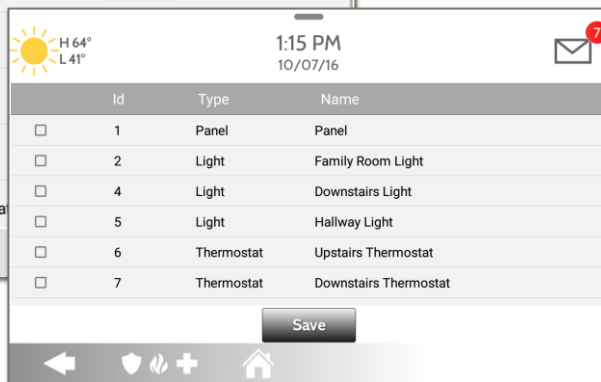 H 64°
L 41°
1:15 PM
10/07/16
7
Id Type Name
1 Panel Panel
2 Light Family Room Light
4 Light Downstairs Light
5 Light Hallway Light
6 Thermostat Upstairs Thermostat
7 Thermostat Downstairs Thermostat
Save